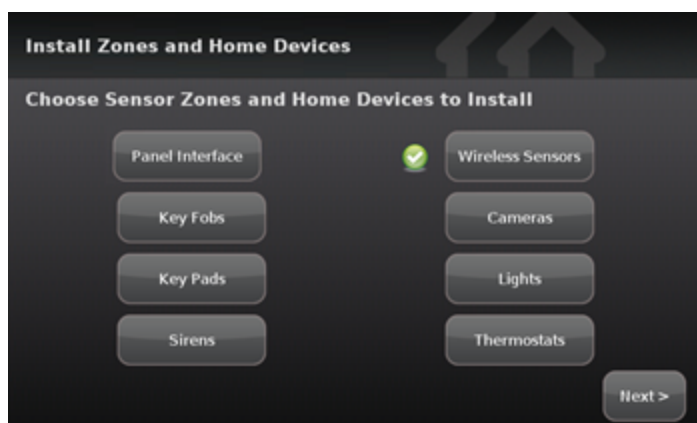 Install Zones and Home Devices
Choose Sensor Zones and Home Devices to Install
Panel Interface
Wireless Sensors
Key Fobs
Cameras
Key Pads
Lights
Sirens
Thermostats
Next >